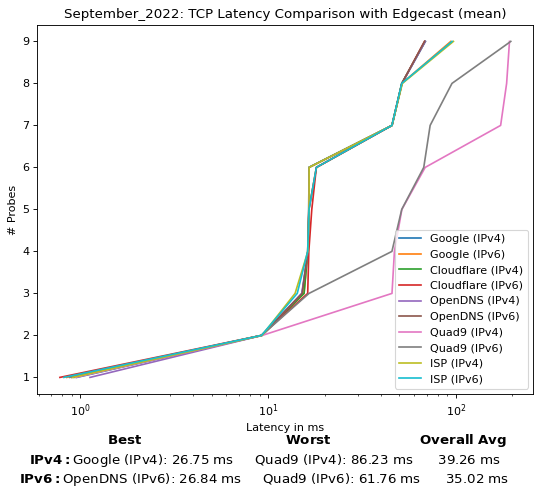 September_2022: TCP Latency Comparison with Edgecast (mean)
# Probes
9
8
7
6
5
4
3
2
1
Google (IPv4)
Google (IPv6)
Cloudflare (IPv4)
Cloudflare (IPv6)
OpenDNS (IPv4)
OpenDNS (IPv6)
Quad9 (IPv4)
Quad9 (IPv6)
ISP (IPv4)
ISP (IPv6)
10⁰ 10¹ 10²
Latency in ms
Best Worst Overall Avg
IPv4: Google (IPv4): 26.75 ms Quad9 (IPv4): 86.23 ms 39.26 ms
IPv6: OpenDNS (IPv6): 26.84 ms Quad9 (IPv6): 61.76 ms 35.02 ms